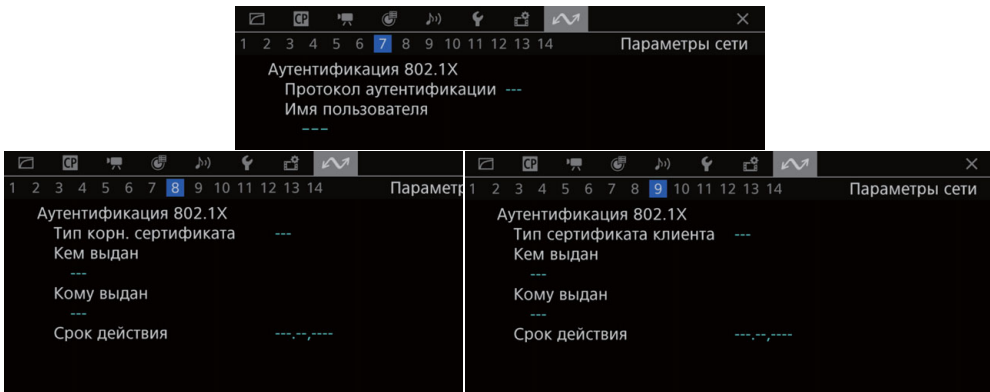 CP
1 2 3 4 5 6 7 8 9 10 11 12 13 14 Параметры сети
Аутентификация 802.1X
Протокол аутентификации ---
Имя пользователя
---
CP
1 2 3 4 5 6 7 8 9 10 11 12 13 14 Параметр
Аутентификация 802.1X
Тип корн. сертификата ---
Кем выдан
---
Кому выдан
---
Срок действия ---.--,----
CP
1 2 3 4 5 6 7 8 9 10 11 12 13 14 Параметры сети
Аутентификация 802.1X
Тип сертификата клиента ---
Кем выдан
---
Кому выдан
---
Срок действия ---.--,----